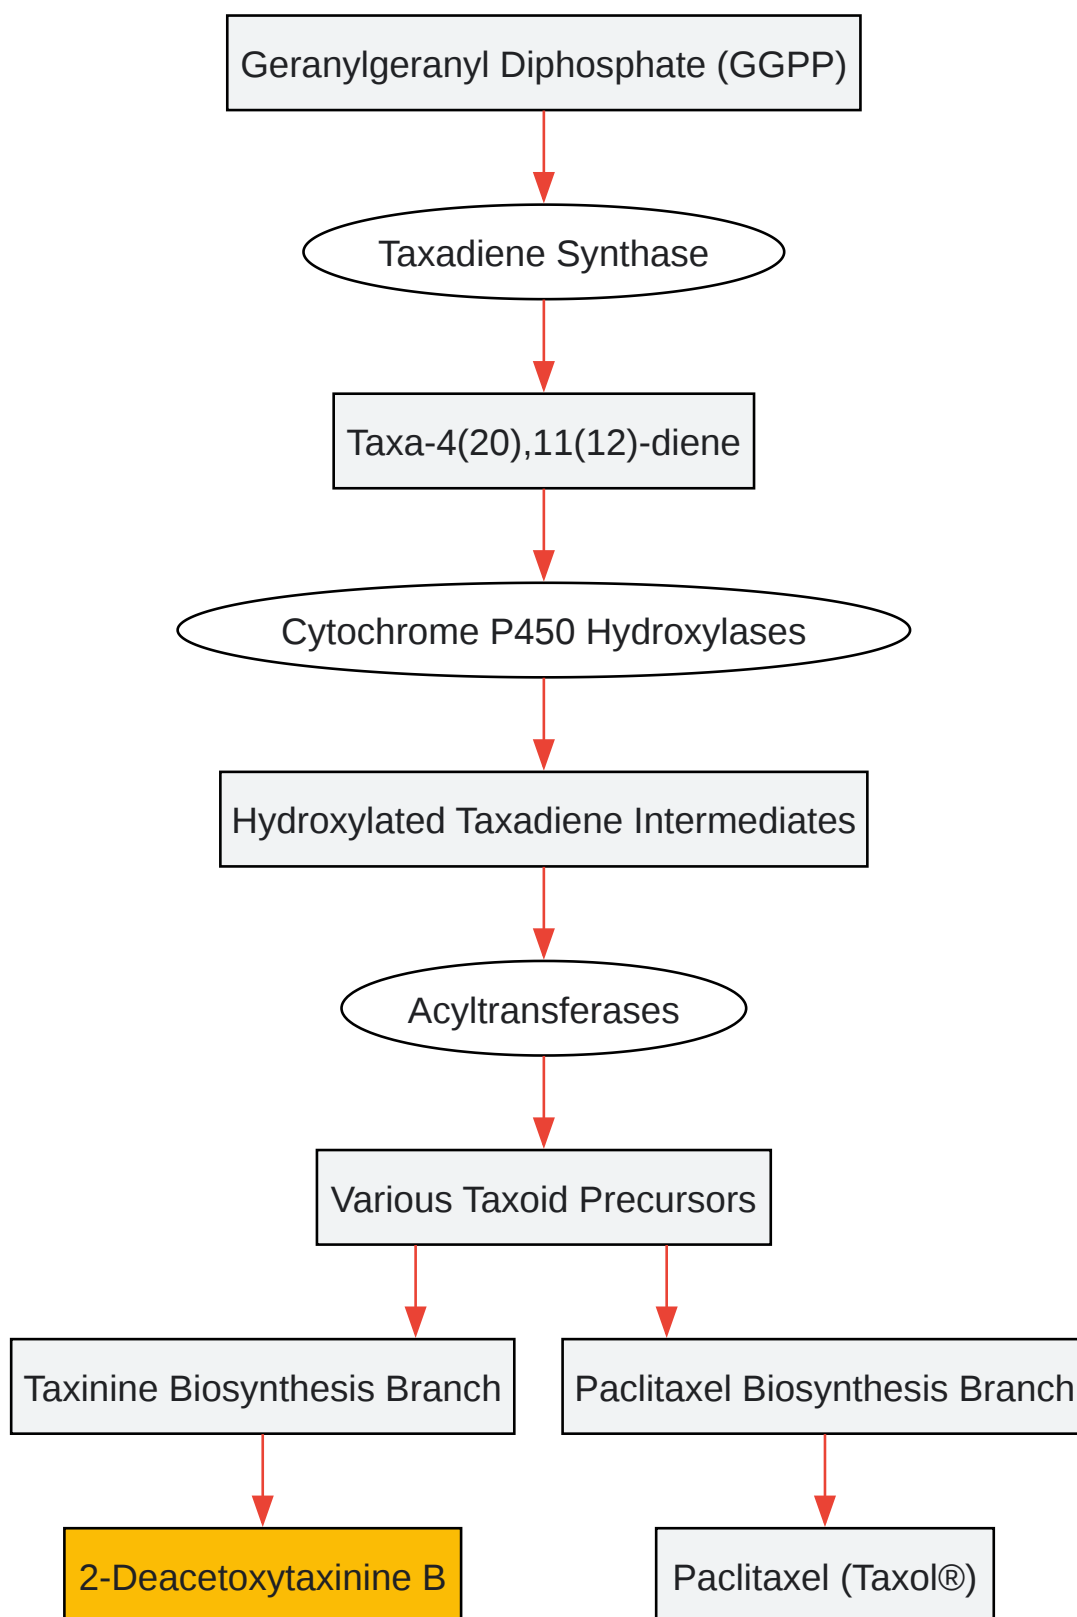 Geranylgeranyl Diphosphate (GGPP)
Taxadiene Synthase
Taxa-4(20),11(12)-diene
Cytochrome P450 Hydroxylases
Hydroxylated Taxadiene Intermediates
Acyltransferases
Various Taxoid Precursors
Taxinine Biosynthesis Branch
Paclitaxel Biosynthesis Branch
2-Deacetoxytaxinine B
Paclitaxel (Taxol®)